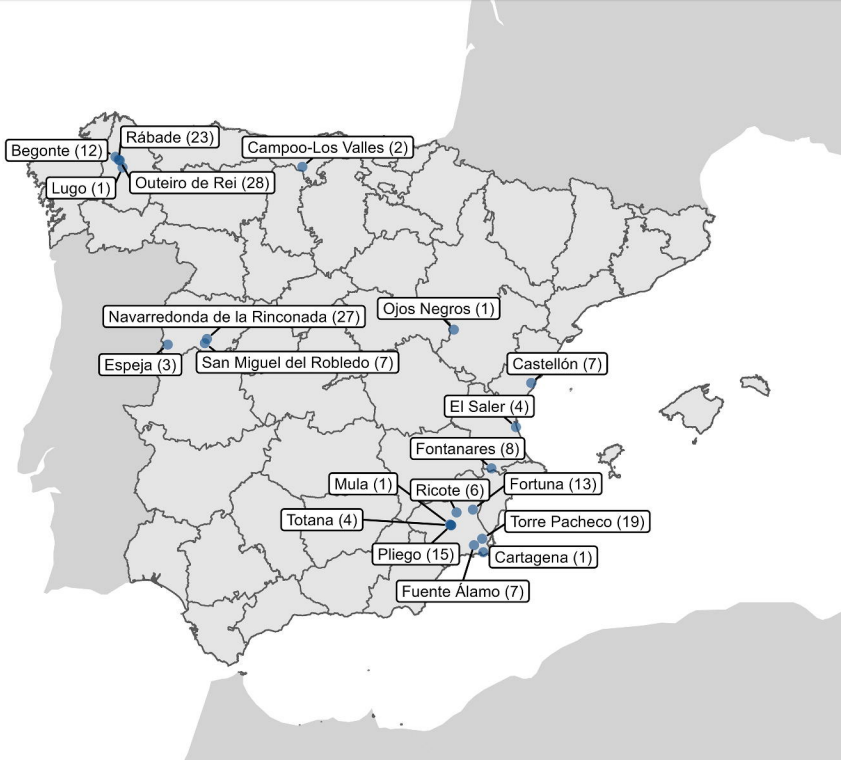 Rábade (23)
Begonte (12)
Campoo-Los Valles (2)
Lugo (1)
Outeiro de Rei (28)
Navarredonda de la Rinconada (27)
Ojos Negros (1)
Espeja (3)
San Miguel del Robledo (7)
Castellón (7)
El Saler (4)
Fontanares (8)
Mula (1)
Ricote (6)
Fortuna (13)
Totana (4)
Torre Pacheco (19)
Pliego (15)
Cartagena (1)
Fuente Álamo (7)